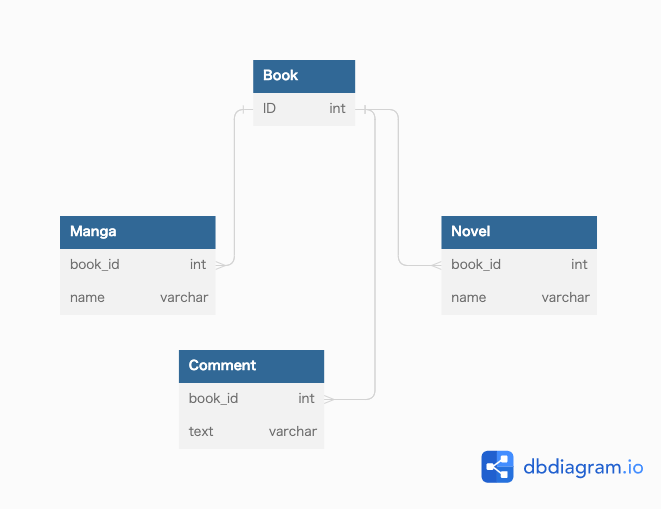 Book
ID int
Manga
book_id int
name varchar
Novel
book_id int
name varchar
Comment
book_id int
text varchar
dbdiagram.io